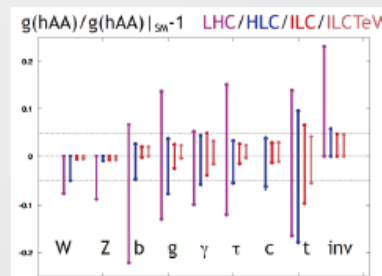 g(hAA)/g(hAA)|SM-1 LHC/HLC/ILC/ILCTeV
0.2
0.1
0
-0.1
-0.2
W Z b g γ τ c t inv